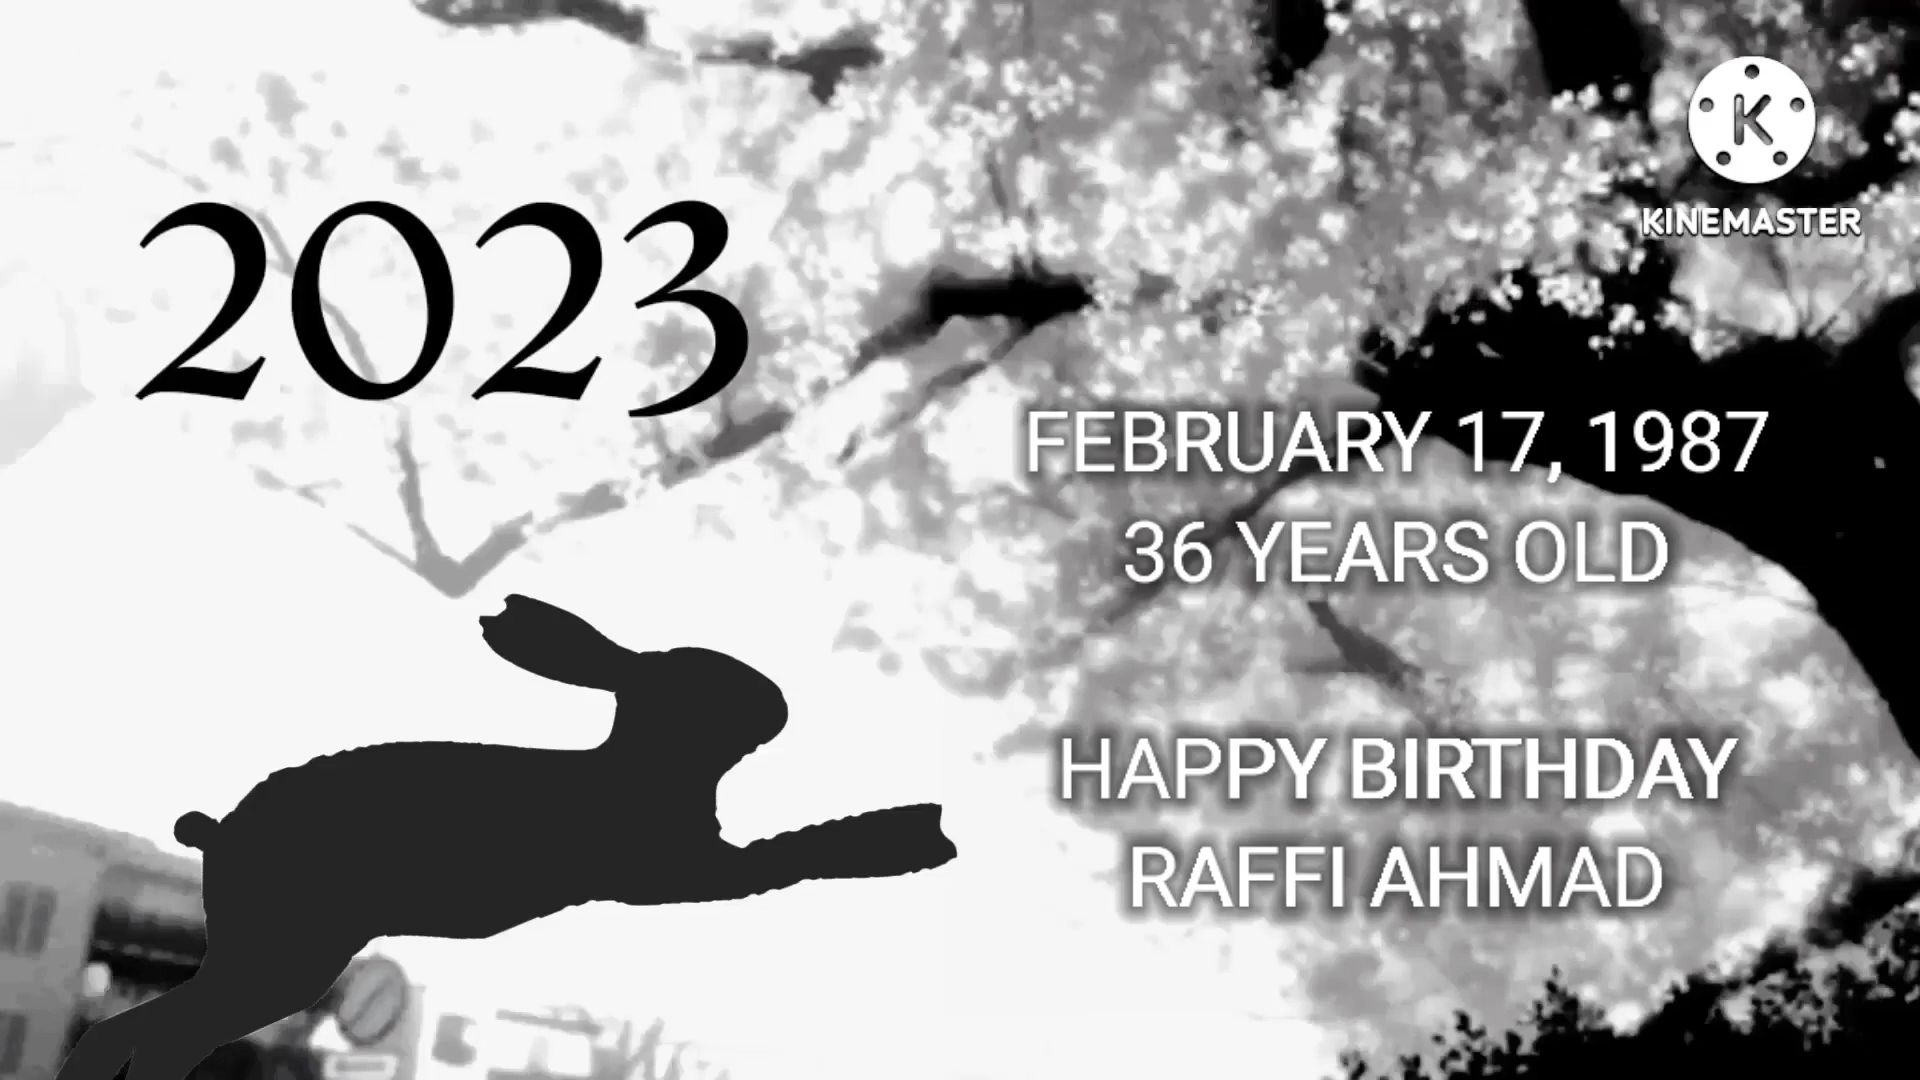 2023
K
KINEMASTER
FEBRUARY 17, 1987
36 YEARS OLD
HAPPY BIRTHDAY
RAFFI AHMAD